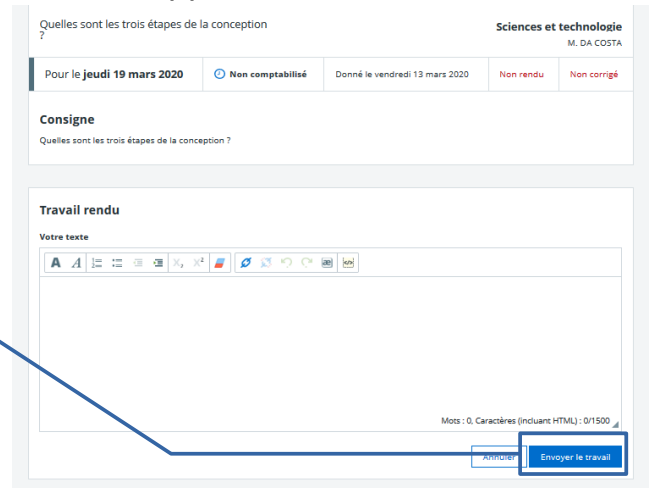 Quelles sont les trois étapes de la conception
?
Sciences et technologie
M. DA COSTA
Pour le jeudi 19 mars 2020
Non comptabilisé
Donné le vendredi 13 mars 2020
Non rendu
Non corrigé
Consigne
Quelles sont les trois étapes de la conception ?
Travail rendu
Votre texte
Mots : 0, Caractères (incluant HTML) : 0/1500
Annuler
Envoyer le travail